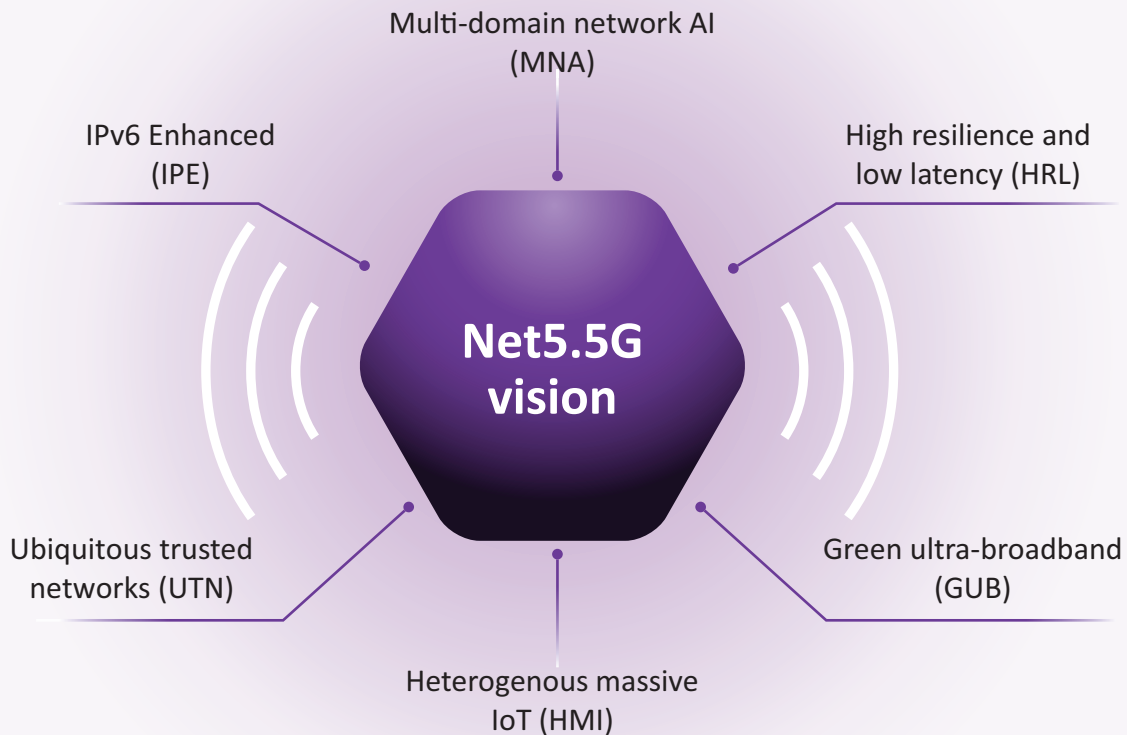 Multi-domain network AI
(MNA)
IPv6 Enhanced
(IPE)
High resilience and
low latency (HRL)
Net5.5G
vision
Ubiquitous trusted
networks (UTN)
Green ultra-broadband
(GUB)
Heterogenous massive
IoT (HMI)